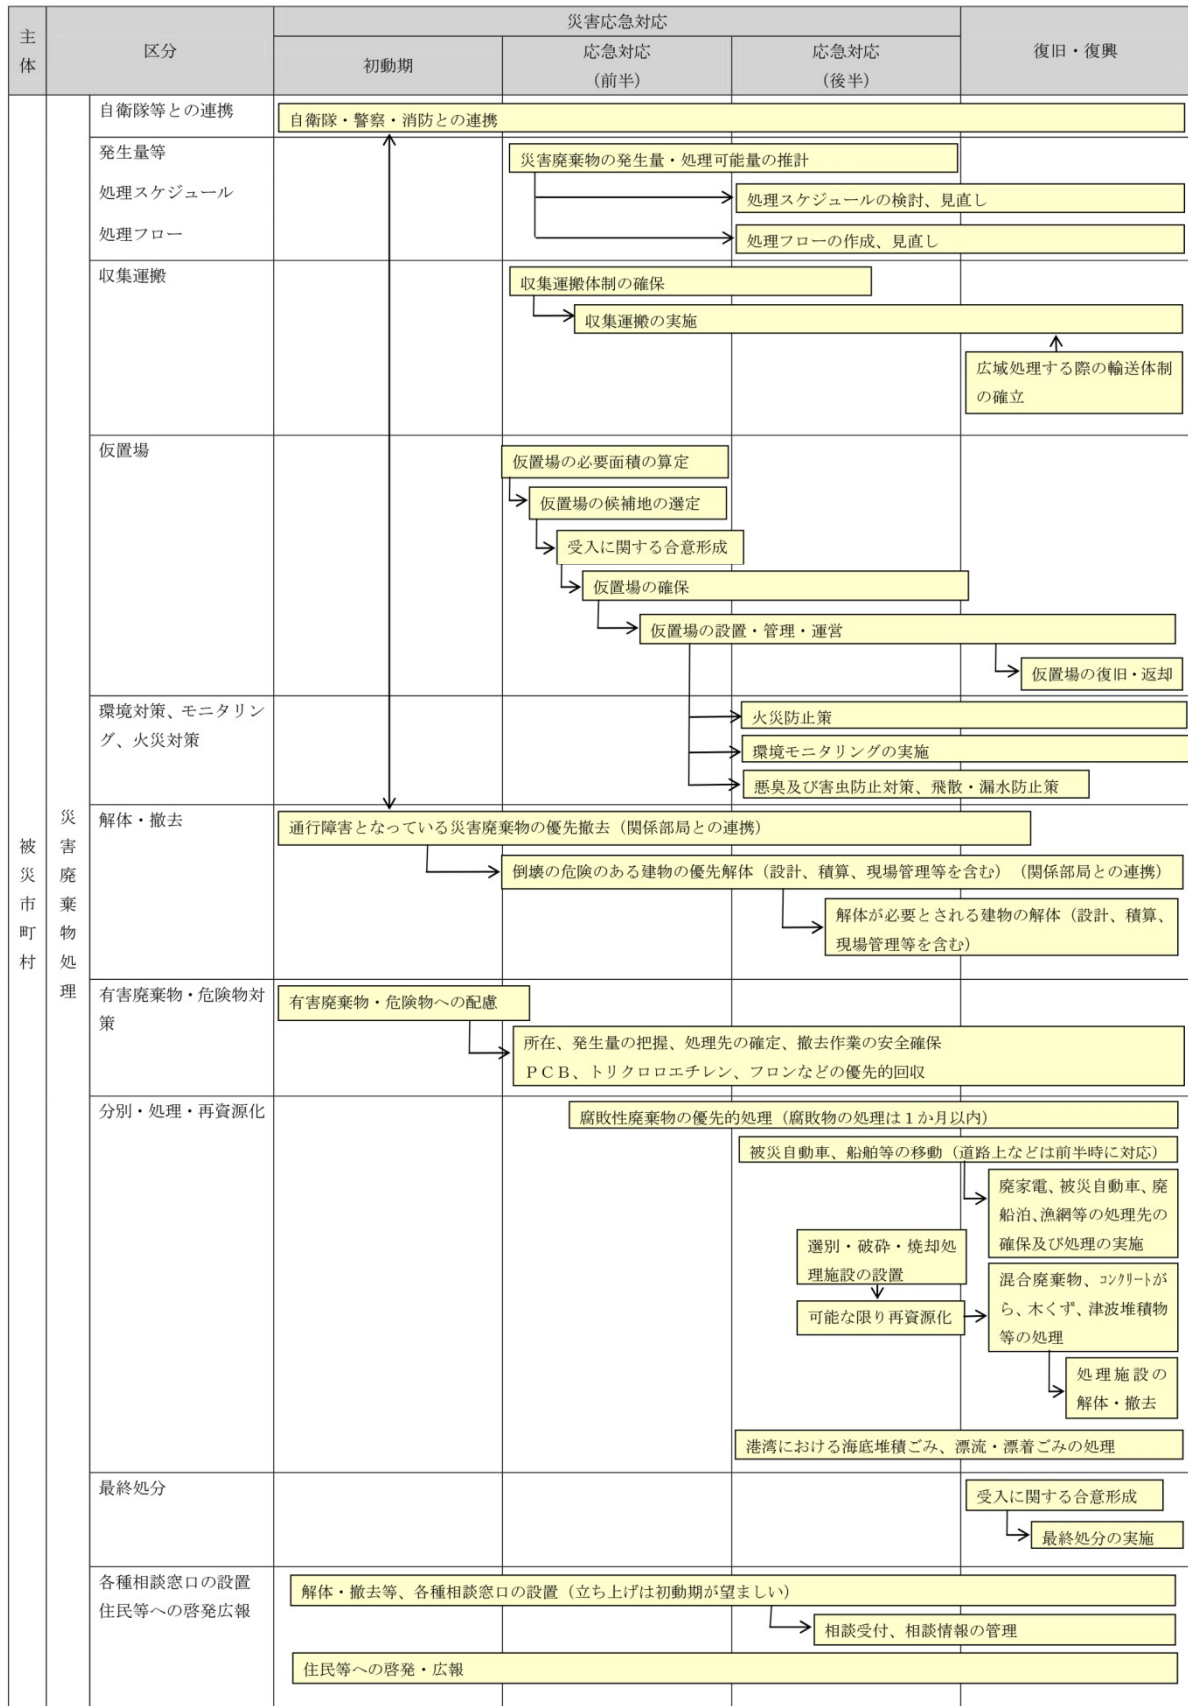 主体
区分
災害応急対応
初動期
応急対応
(前半)
応急対応
(後半)
復旧・復興
被災市町村
災害廃棄物処理
自衛隊等との連携
自衛隊・警察・消防との連携
発生量等
災害廃棄物の発生量・処理可能量の推計
処理スケジュール
処理スケジュールの検討、見直し
処理フロー
処理フローの作成、見直し
収集運搬
収集運搬体制の確保
収集運搬の実施
広域処理する際の輸送体制
の確立
仮置場
仮置場の必要面積の算定
仮置場の候補地の選定
受入に関する合意形成
仮置場の確保
仮置場の設置・管理・運営
仮置場の復旧・返却
環境対策、モニタリン
グ、火災対策
火災防止策
環境モニタリングの実施
悪臭及び害虫防止対策、飛散・漏水防止策
解体・撤去
通行障害となっている災害廃棄物の優先撤去（関係部局との連携）
倒壊の危険のある建物の優先解体（設計、積算、現場管理等を含む）（関係部局との連携）
解体が必要とされる建物の解体（設計、積算、
現場管理等を含む）
有害廃棄物・危険物対
策
有害廃棄物・危険物への配慮
所在、発生量の把握、処理先の確定、撤去作業の安全確保
ＰＣＢ、トリクロロエチレン、フロンなどの優先的回収
分別・処理・再資源化
腐敗性廃棄物の優先的処理（腐敗物の処理は１か月以内）
被災自動車、船舶等の移動（道路上などは前半時に対応）
廃家電、被災自動車、廃
船泊、漁網等の処理先の
確保及び処理の実施
選別・破砕・焼却処
理施設の設置
可能な限り再資源化
混合廃棄物、ｺﾝｸﾘｰﾄが
ら、木くず、津波堆積物
等の処理
処理施設の
解体・撤去
港湾における海底堆積ごみ、漂流・漂着ごみの処理
最終処分
受入に関する合意形成
最終処分の実施
各種相談窓口の設置
住民等への啓発広報
解体・撤去等、各種相談窓口の設置（立ち上げは初動期が望ましい）
相談受付、相談情報の管理
住民等への啓発・広報